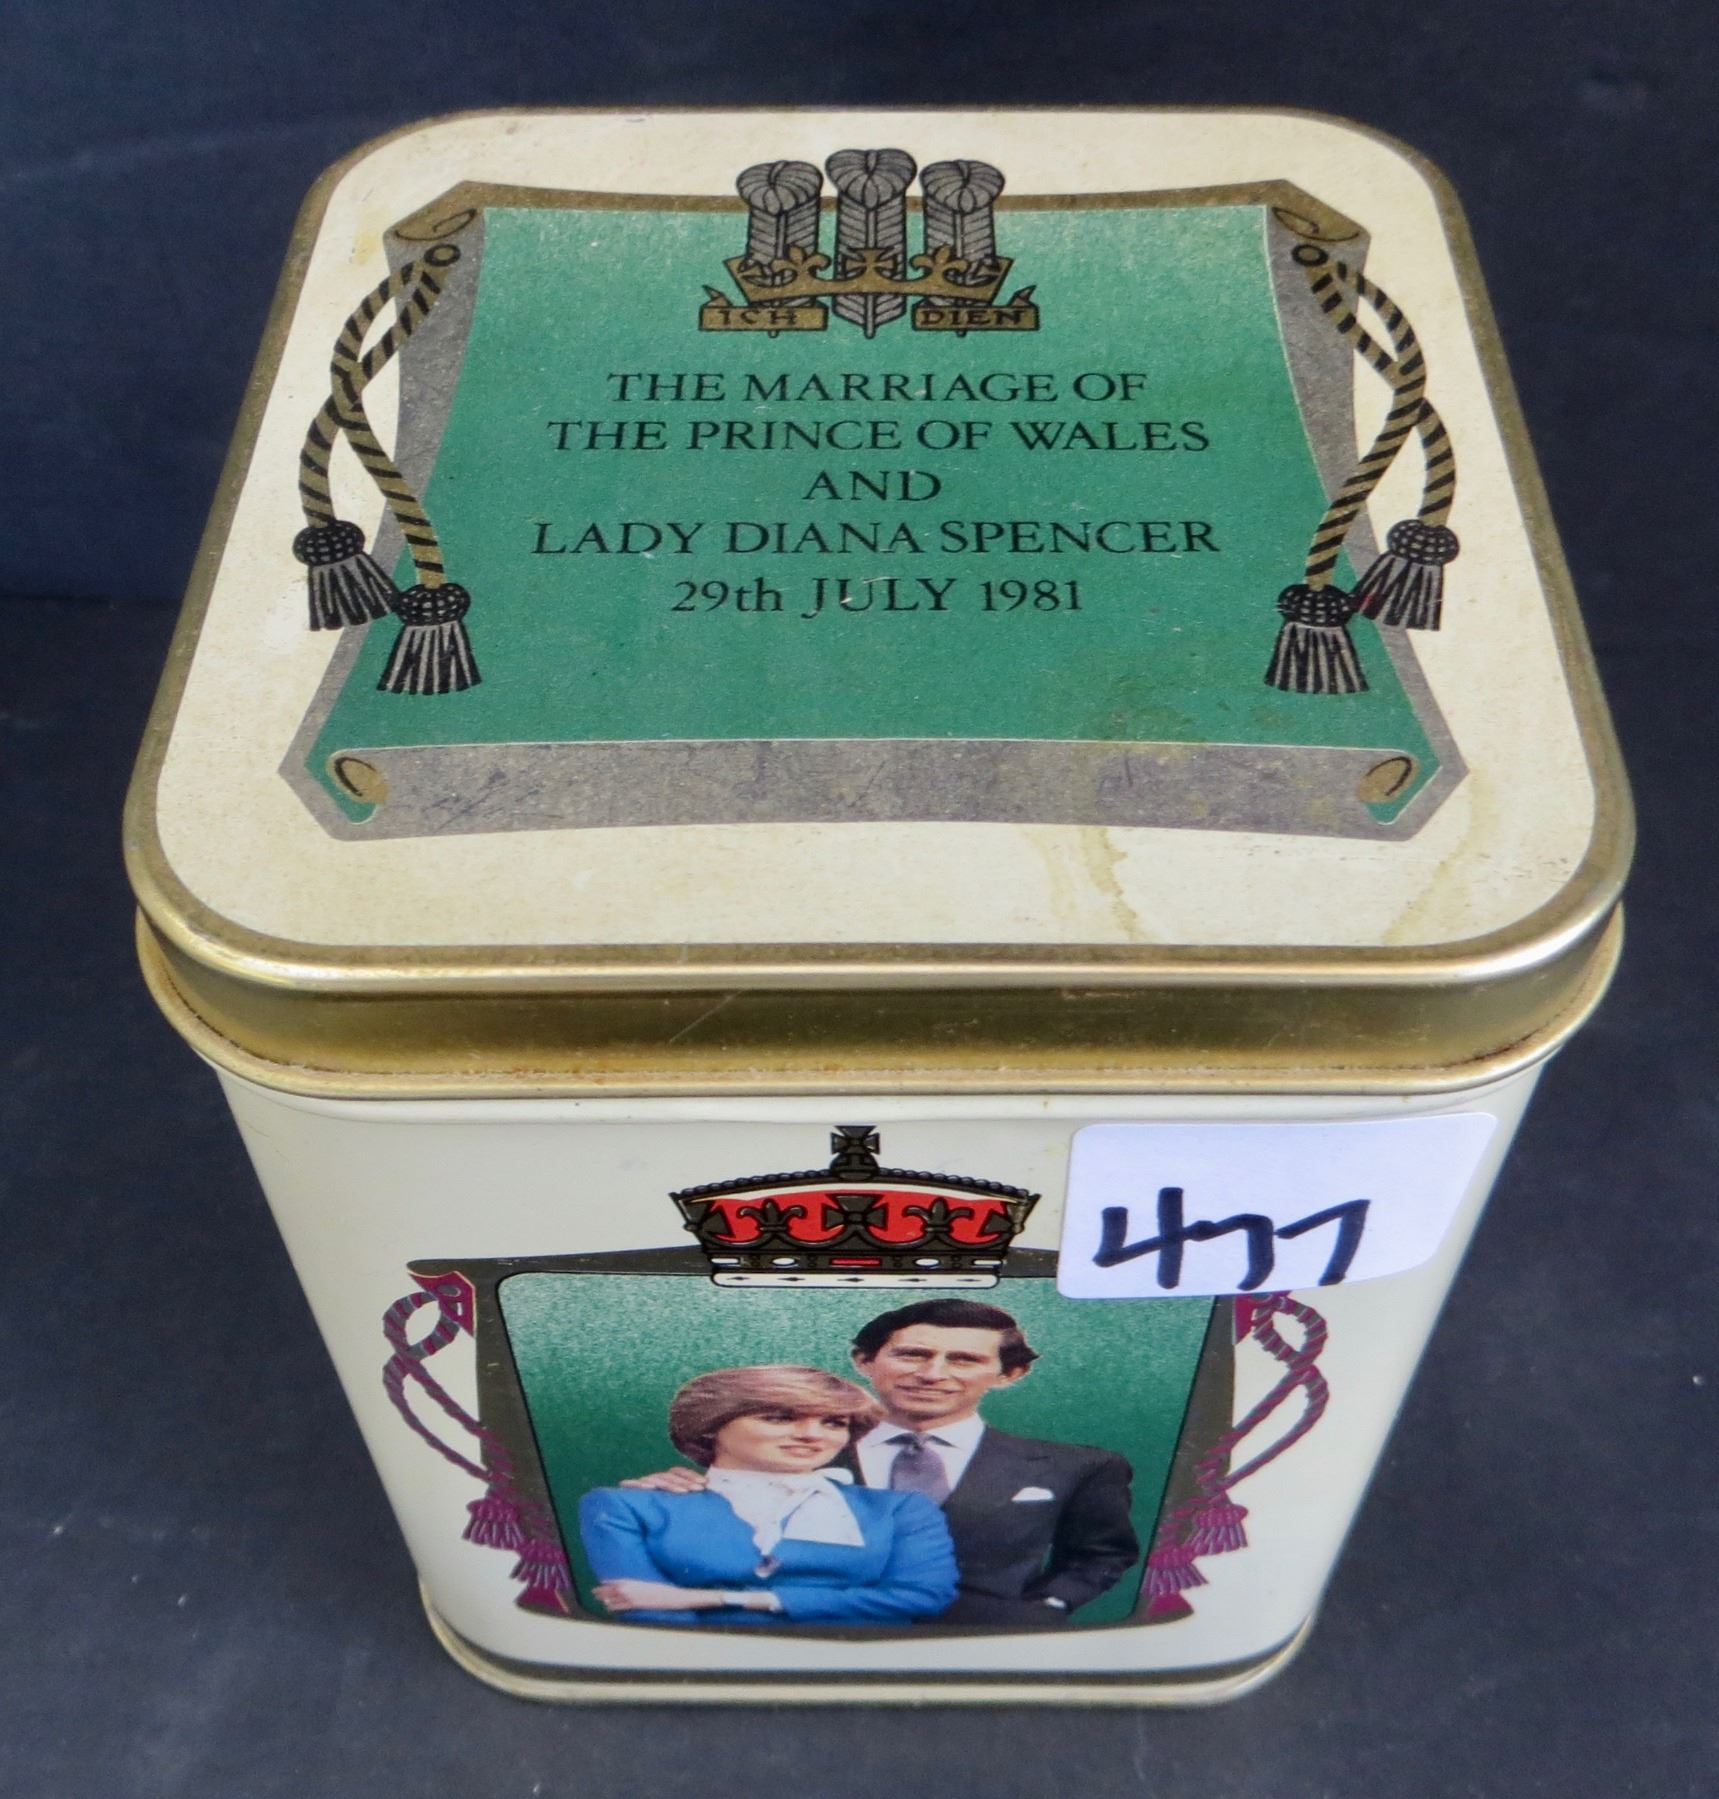 ICH DIEN
THE MARRIAGE OF
THE PRINCE OF WALES
AND
LADY DIANA SPENCER
29th JULY 1981
477